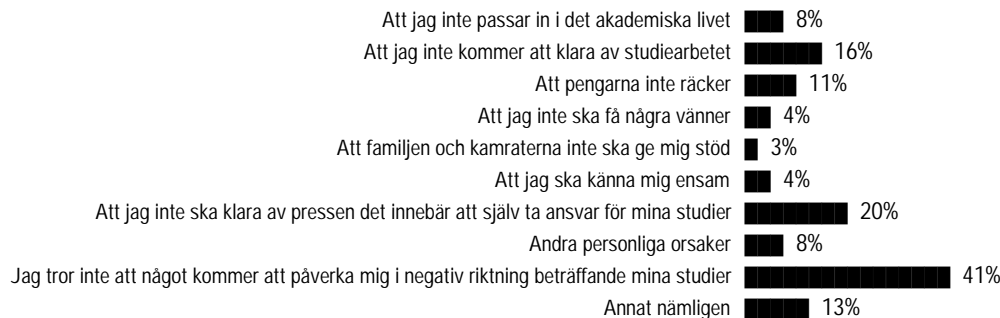 Att jag inte passar in i det akademiska livet 8%
Att jag inte kommer att klara av studiearbetet 16%
Att pengarna inte räcker 11%
Att jag inte ska få några vänner 4%
Att familjen och kamraterna inte ska ge mig stöd 3%
Att jag ska känna mig ensam 4%
Att jag inte ska klara av pressen det innebär att själv ta ansvar för mina studier 20%
Andra personliga orsaker 8%
Jag tror inte att något kommer att påverka mig i negativ riktning beträffande mina studier 41%
Annat nämligen 13%